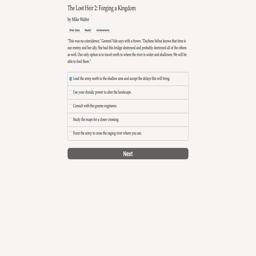 The Lost Heir 2: Forging a Kingdom
by Mike Walter
Show Stats Restart Achievements
"This was no coincidence," General Vale says with a frown. "Duchess Infnia knows that time is
our enemy and her ally. She had this bridge destroyed and probably destroyed all of the others
as well. Our only option is to travel north to where the river is wider and shallower. We will be
able to ford there."
Lead the army north to the shallow area and accept the delays this will bring.
Use your druidic power to alter the landscape.
Consult with the gnome engineers.
Study the maps for a closer crossing.
Force the army to cross the raging river where you are.
Next